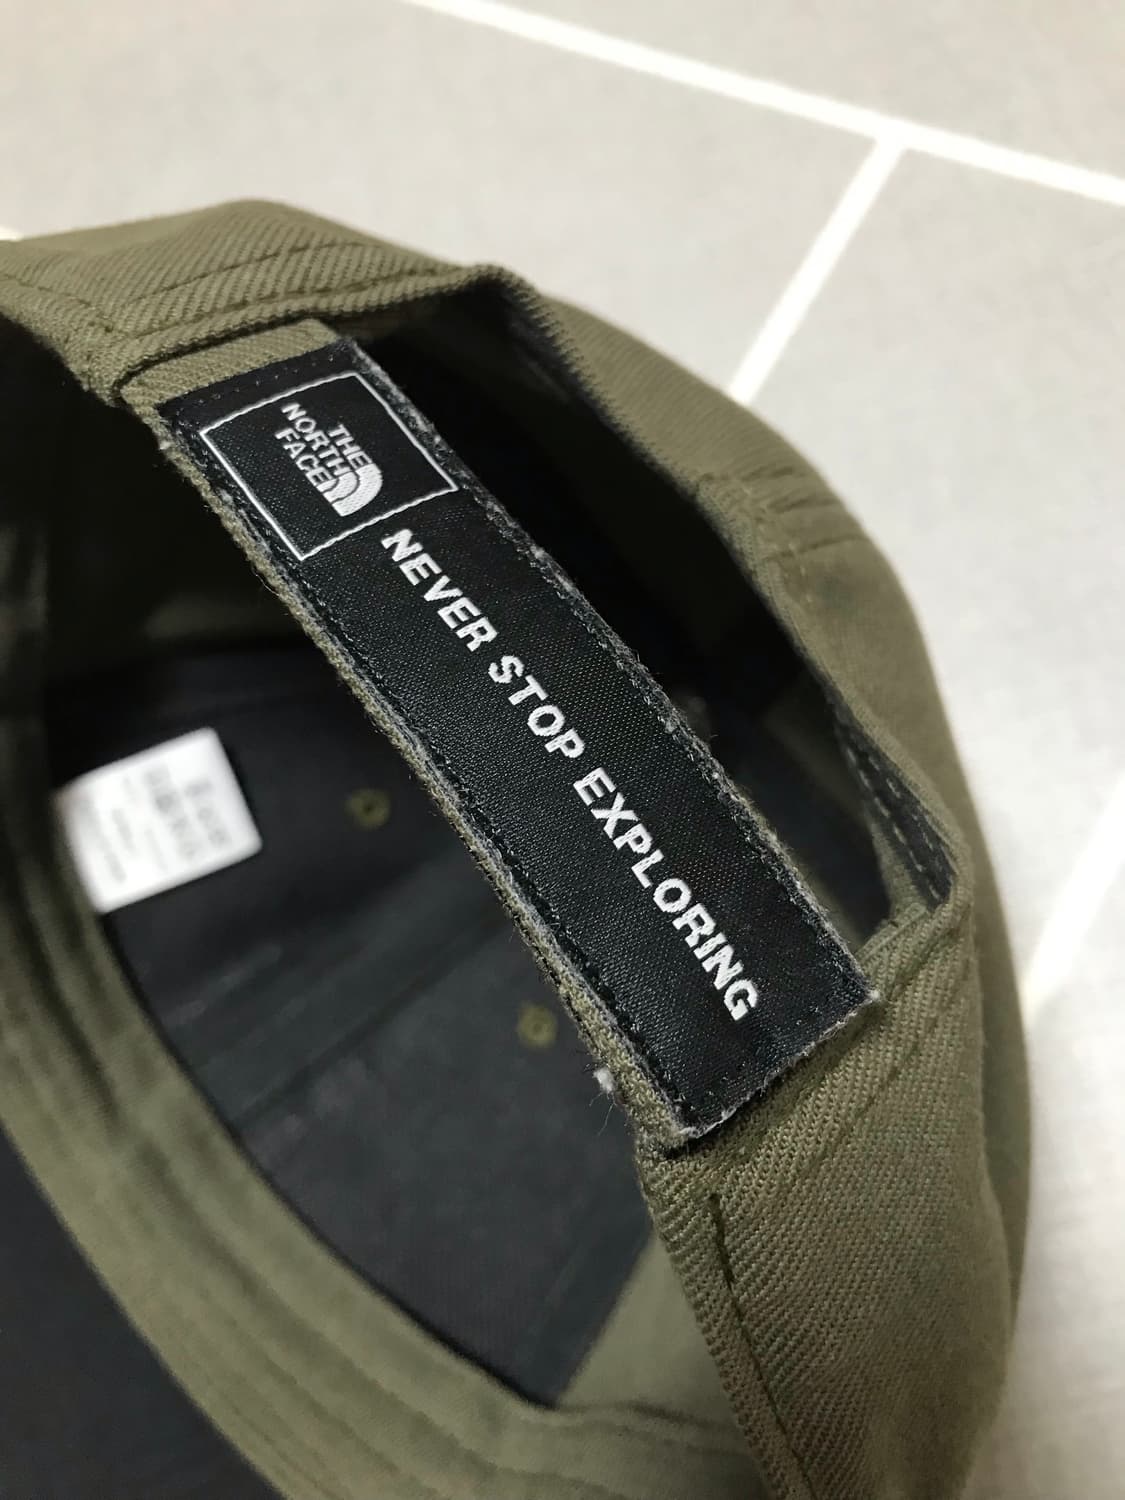 THE
NORTH
FACE
NEVER STOP EXPLORING